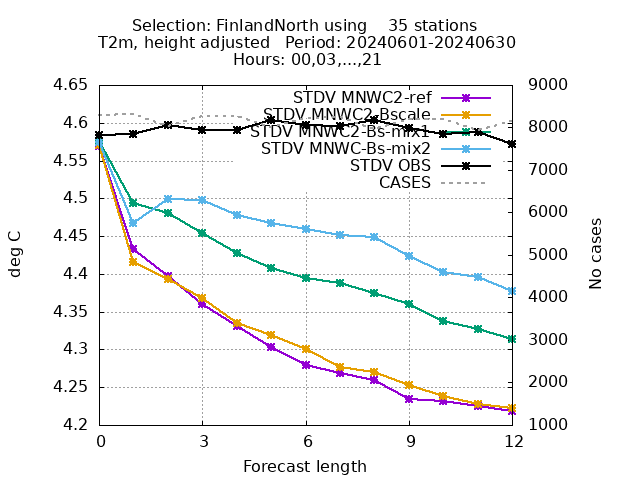 Selection: FinlandNorth using    35 stations
T2m, height adjusted   Period: 20240601-20240630
Hours: 00,03,...,21
STDV MNWC2-ref
STDV MNWC2-Bscale
STDV MNWC2-Bs-mix1
STDV MNWC-Bs-mix2
STDV OBS
CASES
deg C
4.65
4.6
4.55
4.5
4.45
4.4
4.35
4.3
4.25
4.2
9000
8000
7000
6000
5000
4000
3000
2000
1000
No cases
0 3 6 9 12
Forecast length